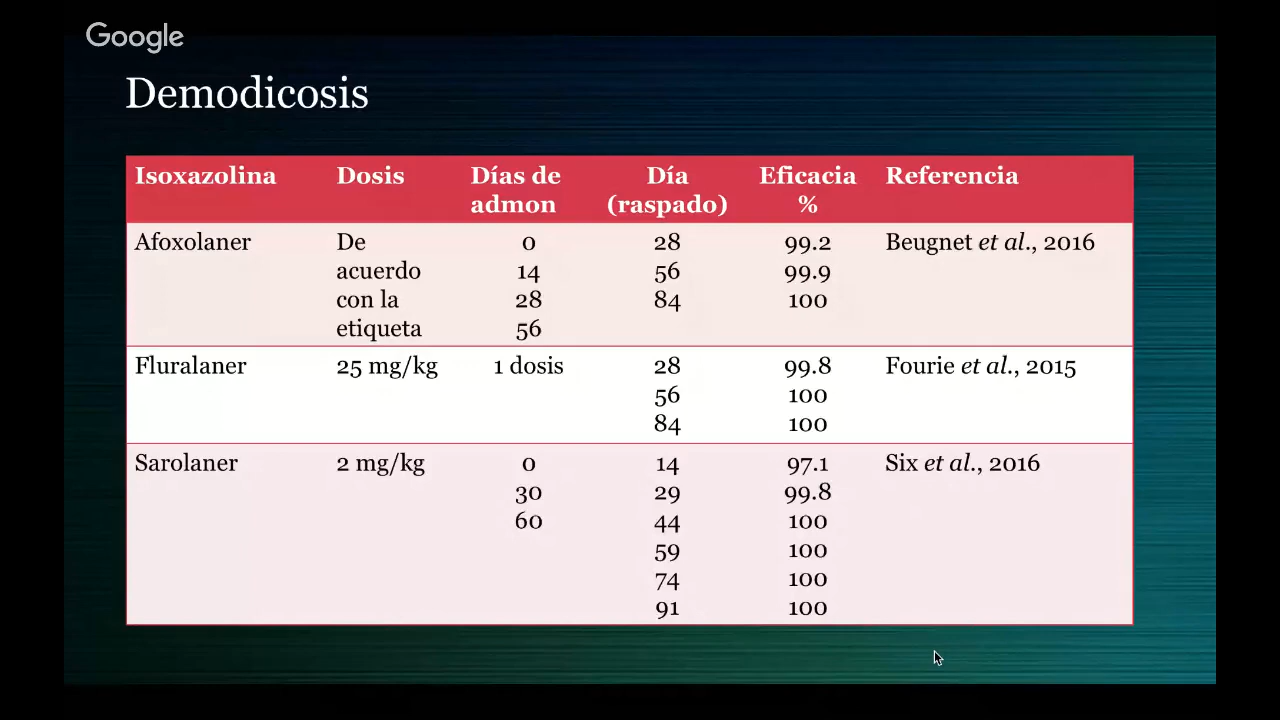 Google
Demodicosis
Isoxazolina Dosis Días de admon Día (raspado) Eficacia % Referencia
Afoxolaner De 0 28 99.2 Beugnet et al., 2016
acuerdo 14 56 99.9
con la 28 84 100
etiqueta 56
Fluralaner 25 mg/kg 1 dosis 28 99.8 Fourie et al., 2015
56 100
84 100
Sarolaner 2 mg/kg 0 14 97.1 Six et al., 2016
30 29 99.8
60 44 100
59 100
74 100
91 100